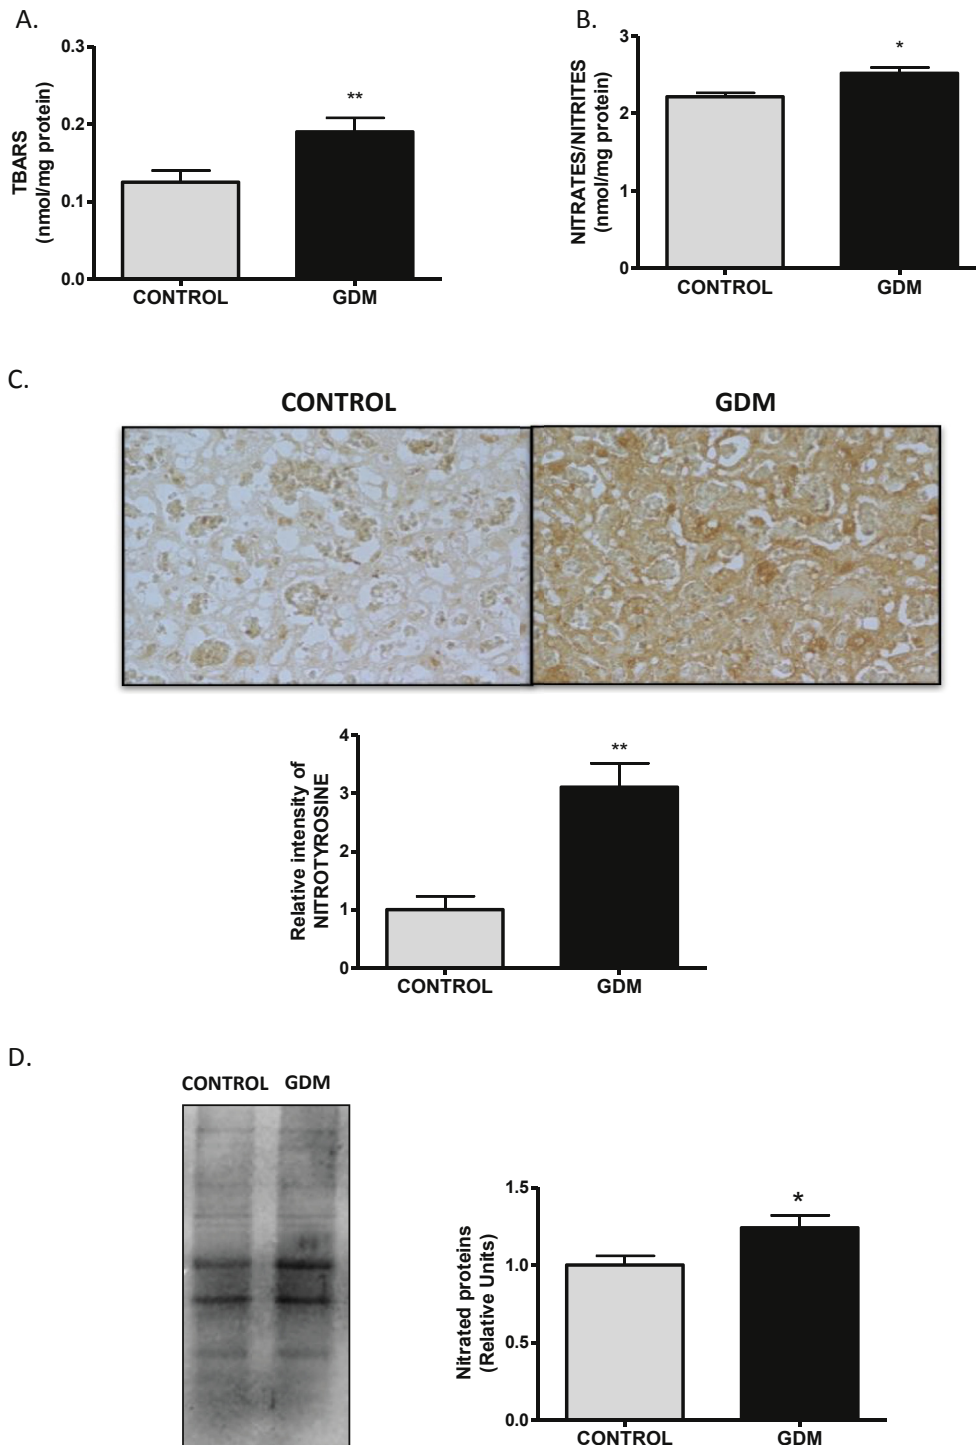 A.
TBARS
(nmol/mg protein)
0.3
0.2
0.1
0.0
**
CONTROL
GDM
B.
NITRATES/NITRITES
(nmol/mg protein)
3
2
1
0
*
CONTROL
GDM
C.
CONTROL
GDM
Relative intensity of
NITROTYROSINE
4
3
2
1
0
**
CONTROL
GDM
D.
CONTROL
GDM
Nitrated proteins
(Relative Units)
1.5
1.0
0.5
0.0
*
CONTROL
GDM